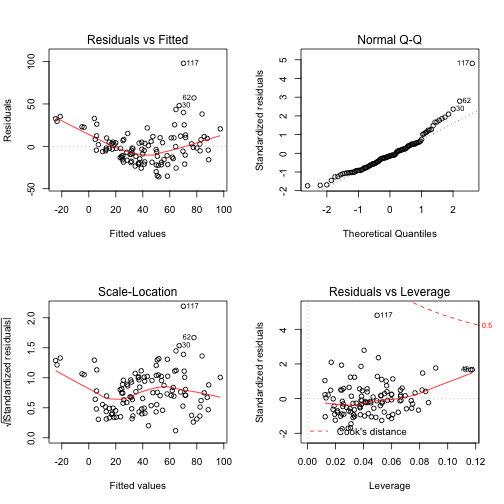 Residuals vs Fitted
Residuals
-50 0 50 100
117
62
30
-20 0 20 40 60 80 100
Fitted values
Normal Q-Q
Standardized residuals
-2 -1 0 1 2 3 4 5
117
62
30
-2 -1 0 1 2
Theoretical Quantiles
Scale-Location
√|Standardized residuals|
0.0 0.5 1.0 1.5 2.0
117
62
30
-20 0 20 40 60 80 100
Fitted values
Residuals vs Leverage
Standardized residuals
-2 0 2 4
117
0.5
Cook's distance
0.00 0.02 0.04 0.06 0.08 0.10 0.12
Leverage